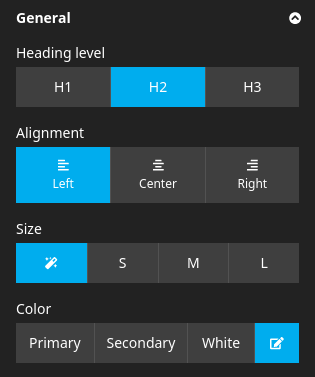 General
Heading level
H1 H2 H3
Alignment
Left Center Right
Size
S M L
Color
Primary Secondary White